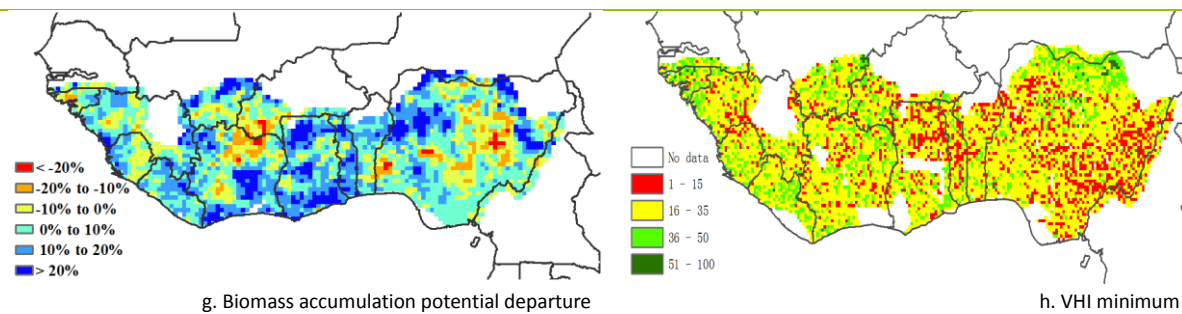 < -20%
-20% to -10%
-10% to 0%
0% to 10%
10% to 20%
> 20%
g. Biomass accumulation potential departure
No data
1 - 15
16 - 35
36 - 50
51 - 100
h. VHI minimum